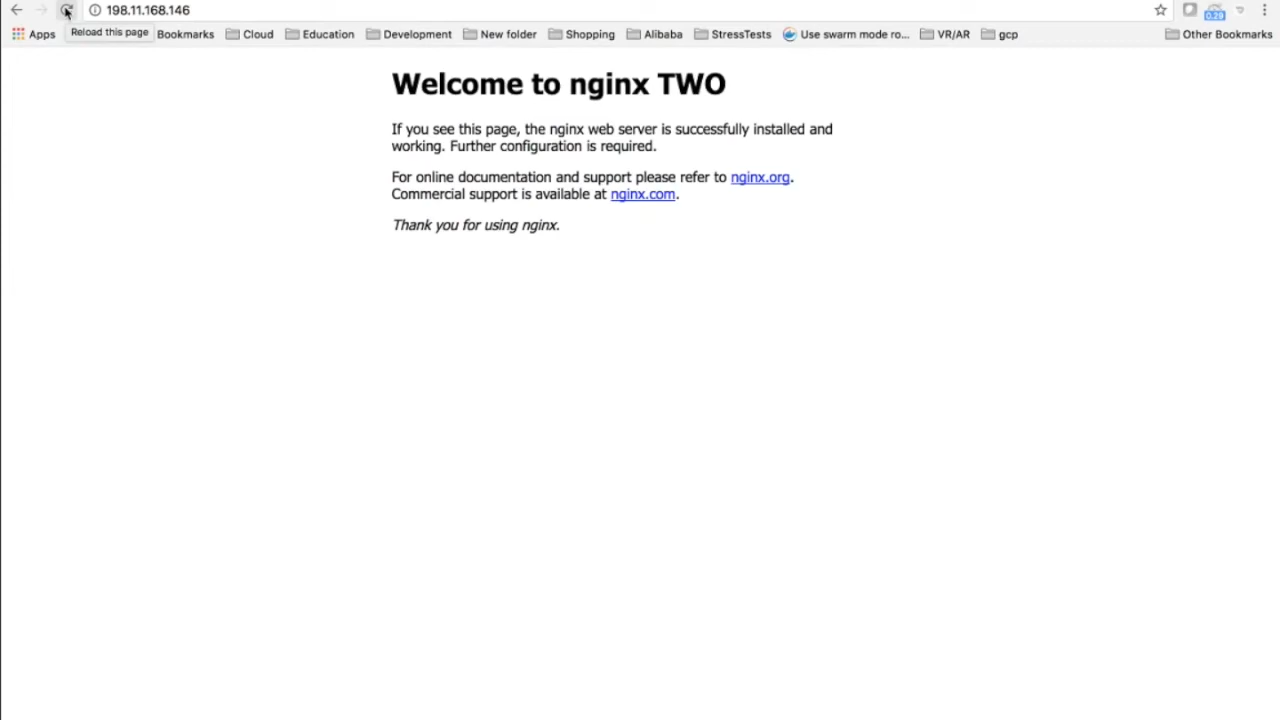 198.11.168.146
Apps Reload this page Bookmarks Cloud Education Development New folder Shopping Alibaba StressTests Use swarm mode ro... VR/AR gcp Other Bookmarks
0.29
Welcome to nginx TWO
If you see this page, the nginx web server is successfully installed and
working. Further configuration is required.
For online documentation and support please refer to nginx.org.
Commercial support is available at nginx.com.
Thank you for using nginx.